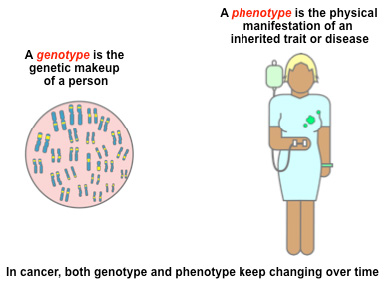 A genotype is the
genetic makeup
of a person
A phenotype is the physical
manifestation of an
inherited trait or disease
In cancer, both genotype and phenotype keep changing over time